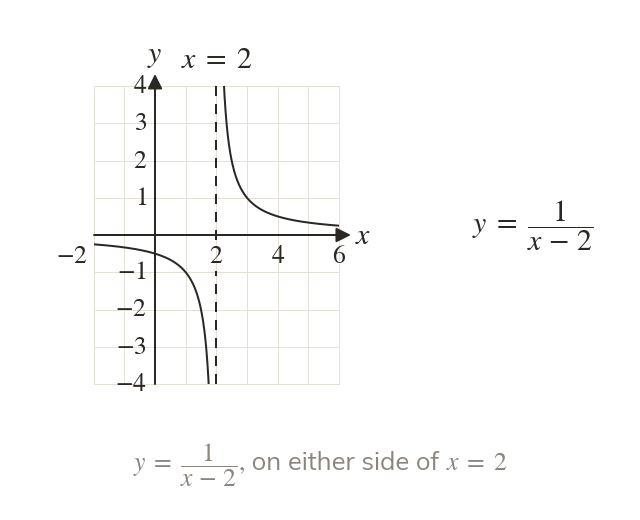 y x = 2
4
3
2
1
x
−2 2 4 6
−1
−2
−3
−4
y = 1/(x − 2)
y = 1/(x − 2), on either side of x = 2